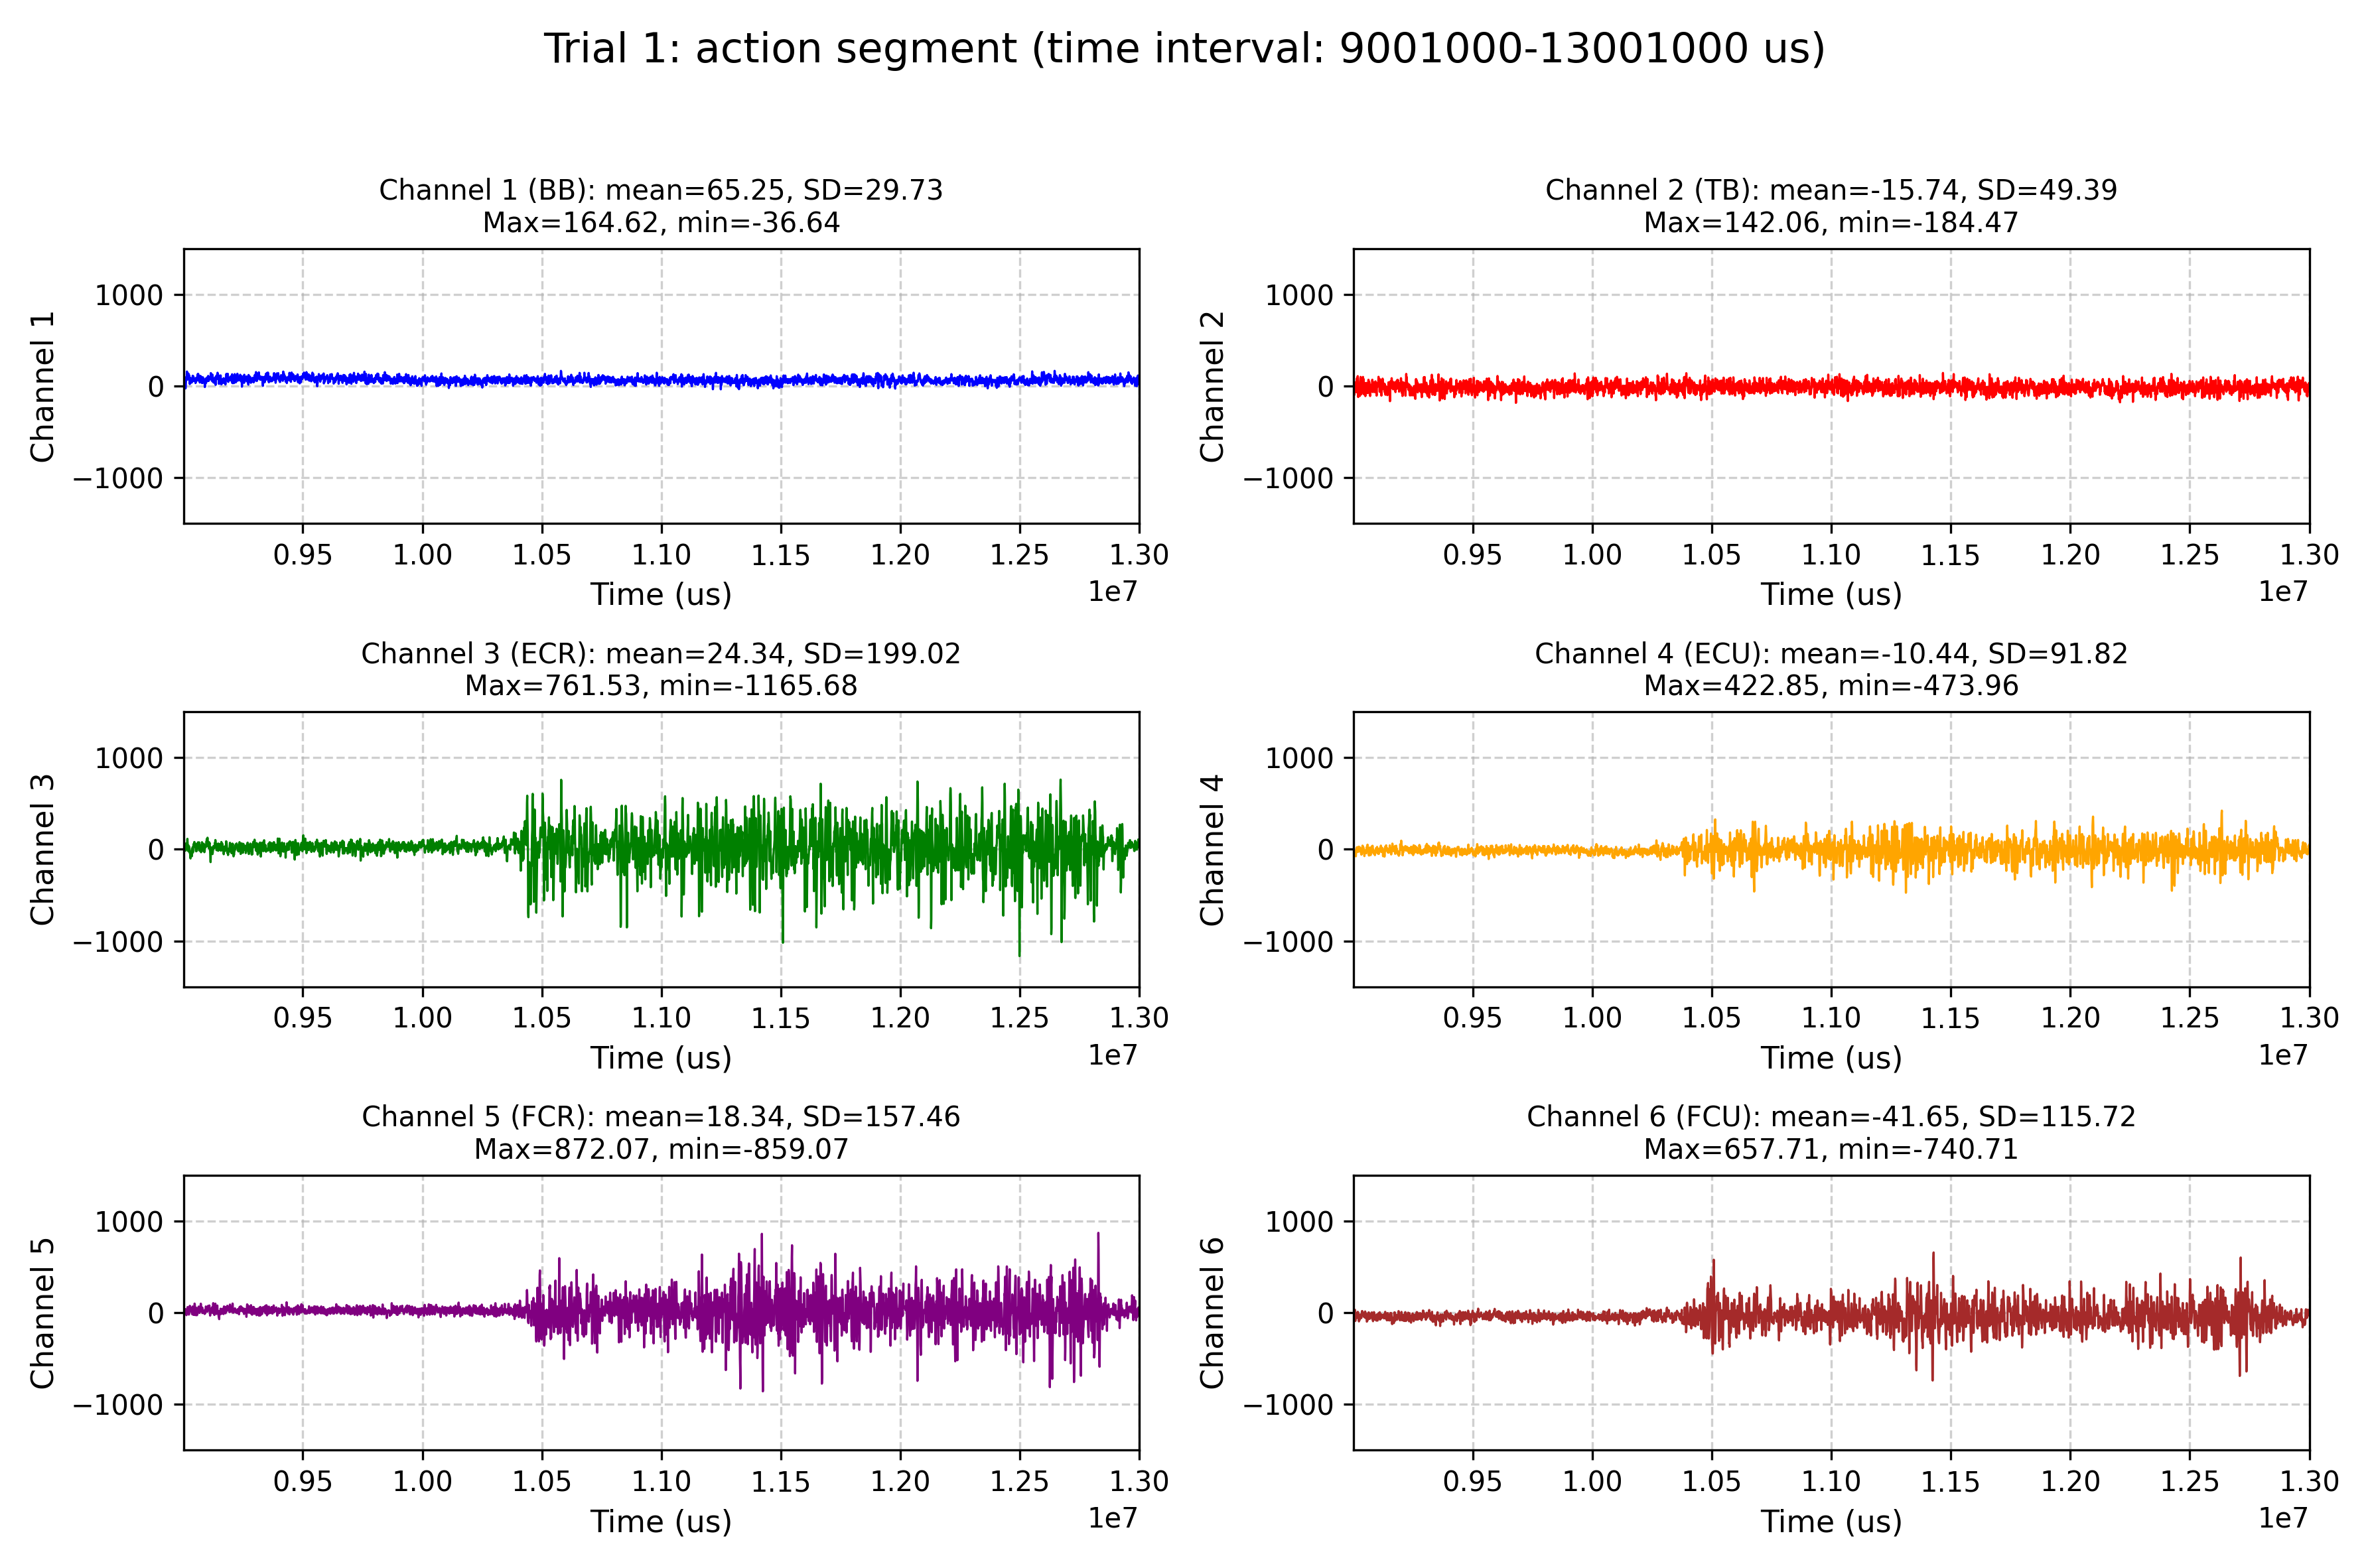 Trial 1: action segment (time interval: 9001000-13001000 us)
Channel 1 (BB): mean=65.25, SD=29.73
Max=164.62, min=-36.64
Channel 1
1000
0
−1000
0.95 1.00 1.05 1.10 1.15 1.20 1.25 1.30
Time (us)
1e7
Channel 2 (TB): mean=-15.74, SD=49.39
Max=142.06, min=-184.47
Channel 2
1000
0
−1000
0.95 1.00 1.05 1.10 1.15 1.20 1.25 1.30
Time (us)
1e7
Channel 3 (ECR): mean=24.34, SD=199.02
Max=761.53, min=-1165.68
Channel 3
1000
0
−1000
0.95 1.00 1.05 1.10 1.15 1.20 1.25 1.30
Time (us)
1e7
Channel 4 (ECU): mean=-10.44, SD=91.82
Max=422.85, min=-473.96
Channel 4
1000
0
−1000
0.95 1.00 1.05 1.10 1.15 1.20 1.25 1.30
Time (us)
1e7
Channel 5 (FCR): mean=18.34, SD=157.46
Max=872.07, min=-859.07
Channel 5
1000
0
−1000
0.95 1.00 1.05 1.10 1.15 1.20 1.25 1.30
Time (us)
1e7
Channel 6 (FCU): mean=-41.65, SD=115.72
Max=657.71, min=-740.71
Channel 6
1000
0
−1000
0.95 1.00 1.05 1.10 1.15 1.20 1.25 1.30
Time (us)
1e7